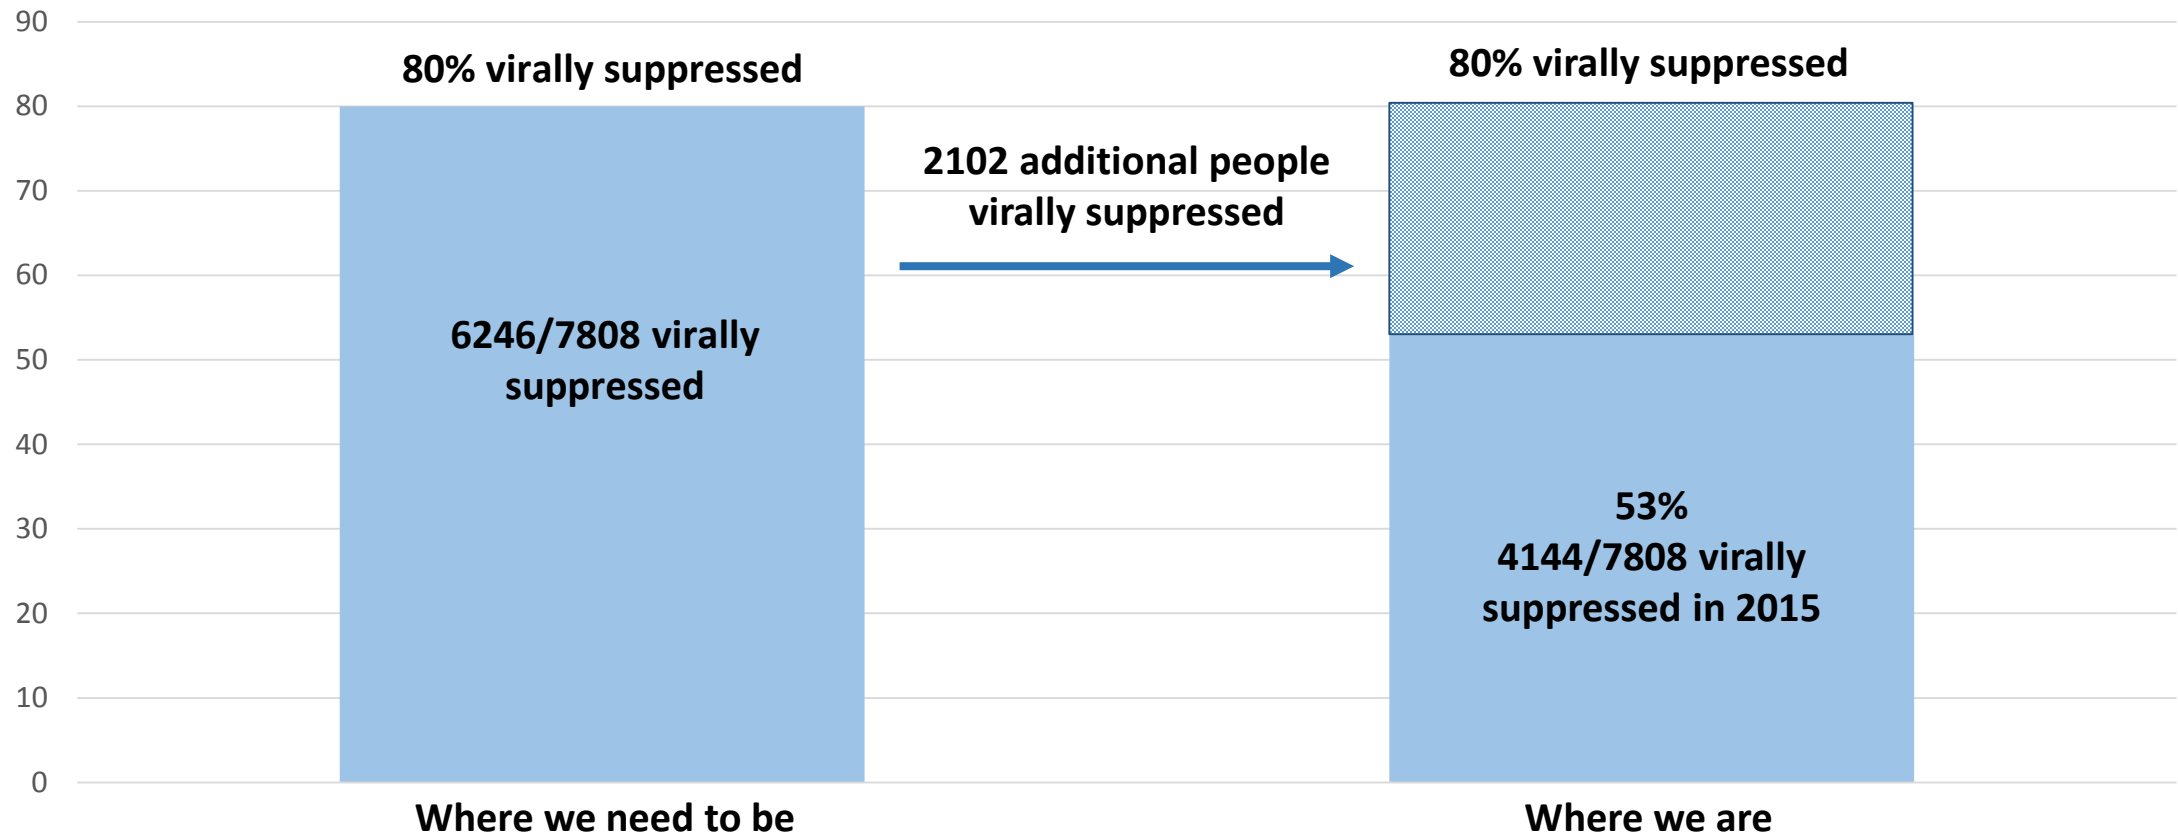 90
80
70
60
50
40
30
20
10
0
80% virally suppressed
6246/7808 virally
suppressed
Where we need to be
2102 additional people
virally suppressed
80% virally suppressed
53%
4144/7808 virally
suppressed in 2015
Where we are